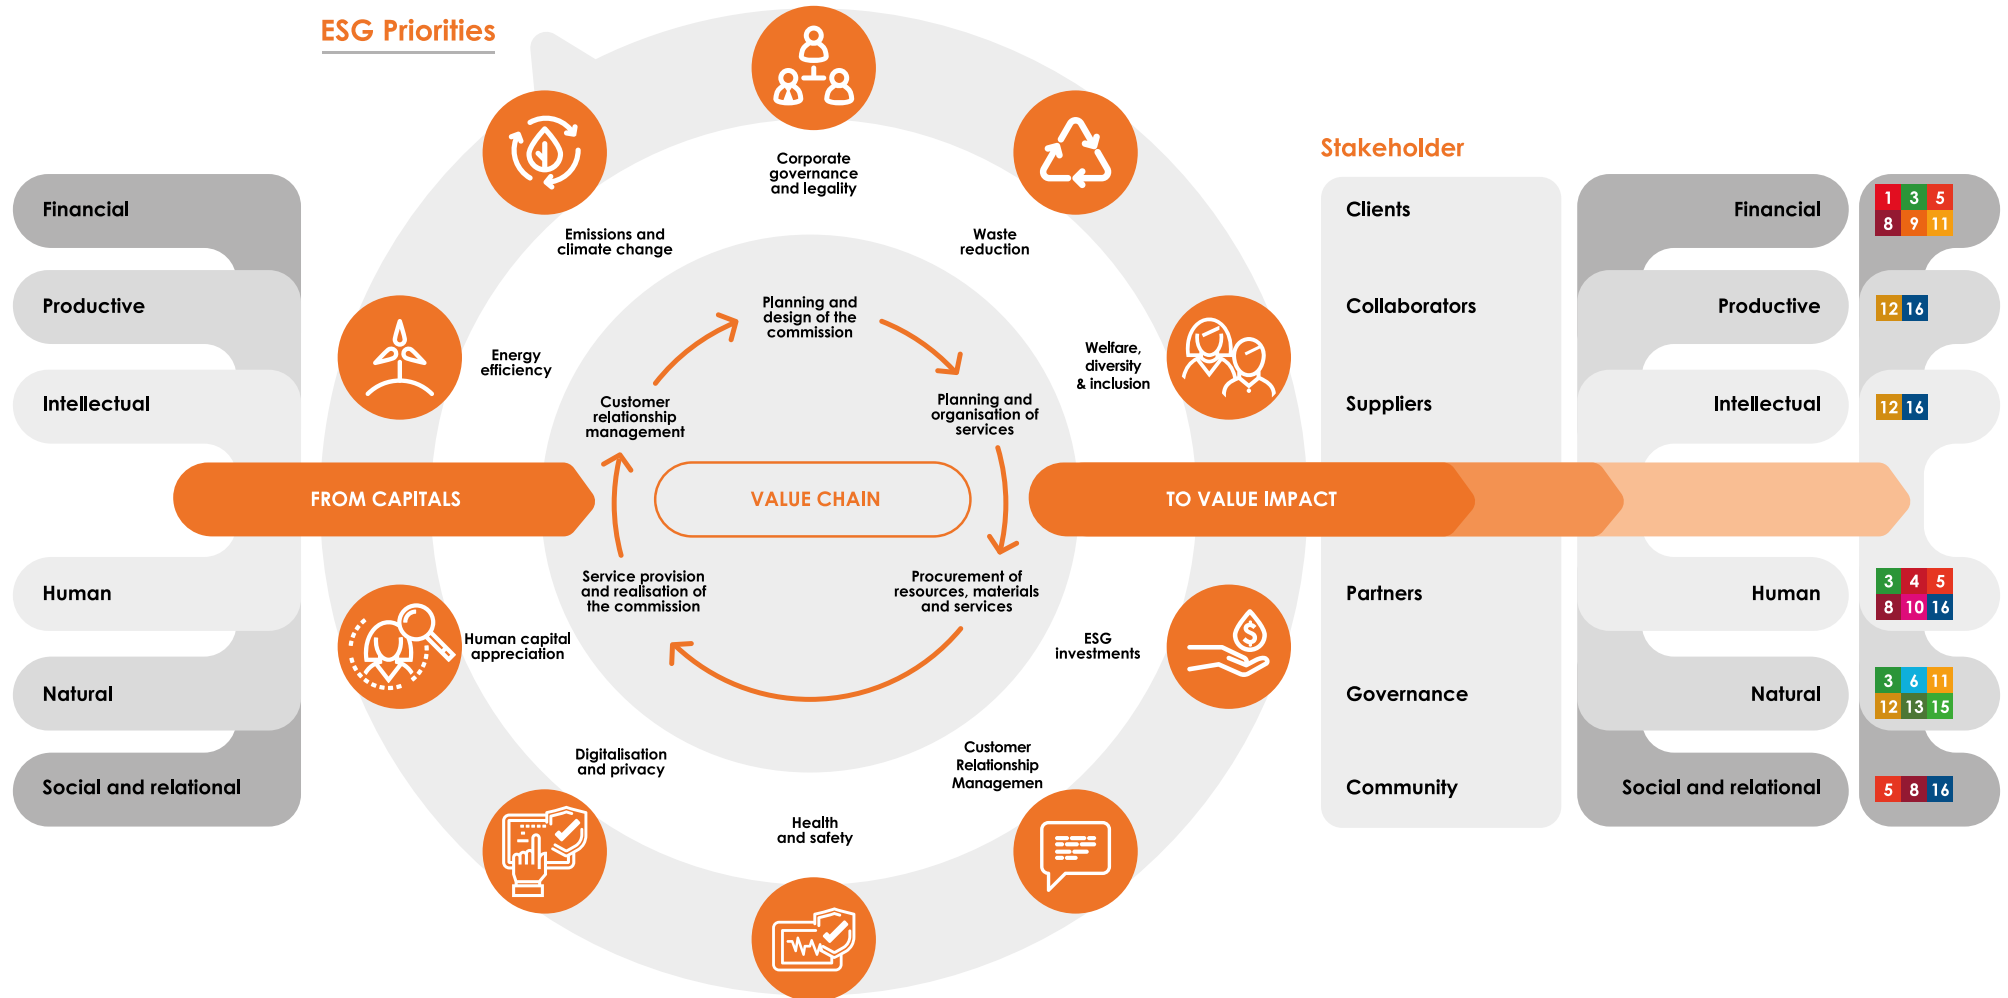 ESG Priorities
Corporate
governance
and legality
Emissions and
climate change
Waste
reduction
Energy
efficiency
Welfare,
diversity
& inclusion
Human capital
appreciation
ESG
investments
Digitalisation
and privacy
Customer
Relationship
Managemen
Health
and safety
Financial
Productive
Intellectual
FROM CAPITALS
Human
Natural
Social and relational
Planning and
design of the
commission
Planning and
organisation of
services
Procurement of
resources, materials
and services
Service provision
and realisation of
the commission
Customer
relationship
management
VALUE CHAIN
TO VALUE IMPACT
Stakeholder
Clients
Collaborators
Suppliers
Partners
Governance
Community
Financial
1 3 5
8 9 11
Productive
12 16
Intellectual
12 16
Human
3 4 5
8 10 16
Natural
3 6 11
12 13 15
Social and relational
5 8 16
$